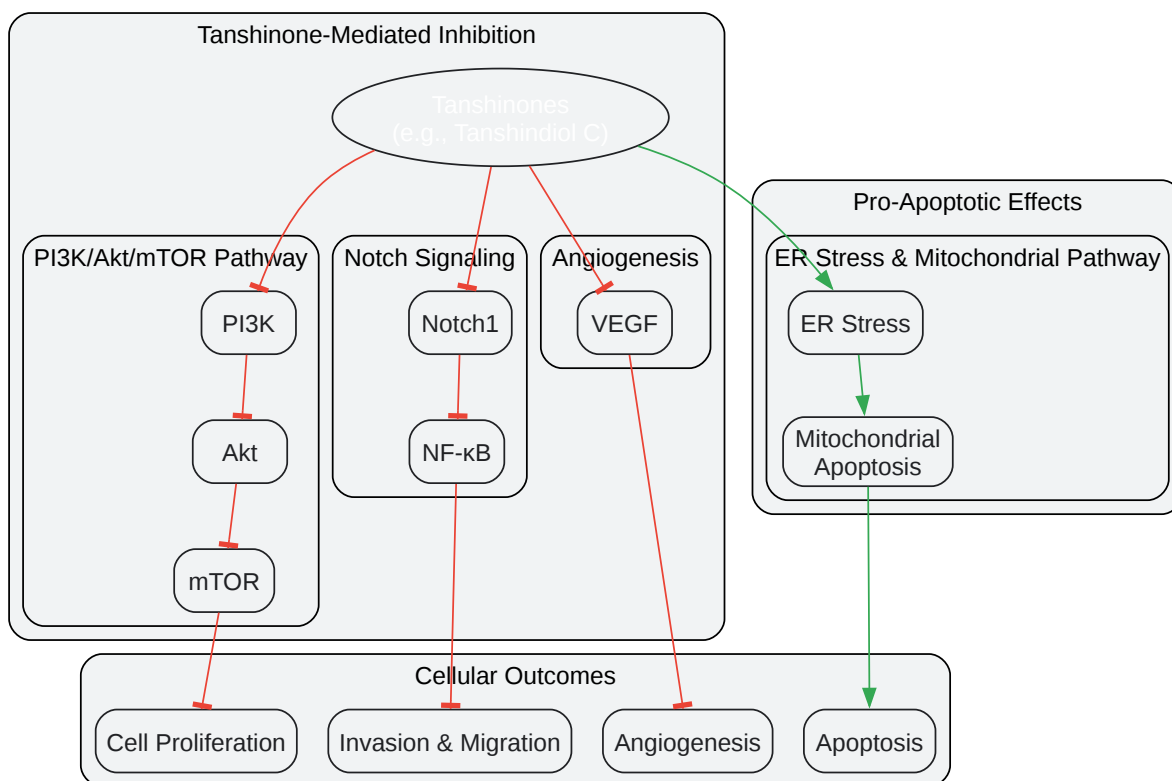 Tanshinone-Mediated Inhibition
Tanshinones
(e.g., Tanshindiol C)
Pro-Apoptotic Effects
PI3K/Akt/mTOR Pathway
Notch Signaling
Angiogenesis
ER Stress & Mitochondrial Pathway
PI3K
Notch1
VEGF
ER Stress
Akt
NF-κB
Mitochondrial
Apoptosis
mTOR
Cellular Outcomes
Cell Proliferation
Invasion & Migration
Angiogenesis
Apoptosis